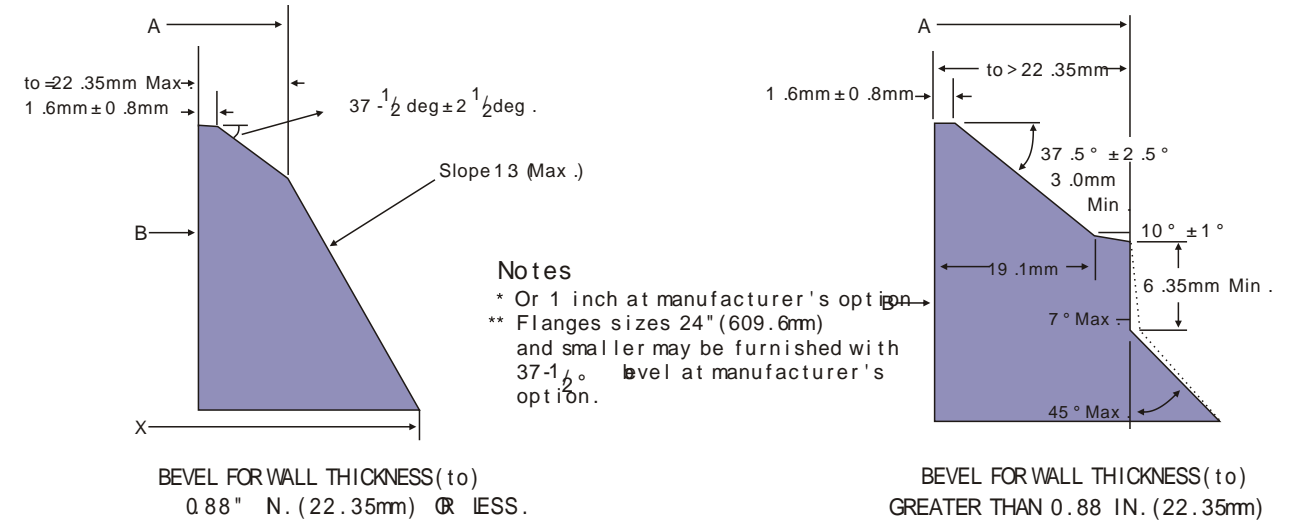 A
to =22 .35mm Max .
1 .6mm ± 0 .8mm
37 -1/2 deg ± 2 1/2 deg .
Slope 1 3 (Max .)
B
X
BEVEL FOR WALL THICKNESS ( to )
0.88" N. (22 .35mm) OR LESS .
Notes
* Or 1 inch at manufacturer's option
** Flanges sizes 24" (609.6mm)
and smaller may be furnished with
37-1/2° bevel at manufacturer's
option.
A
to > 22 .35mm
1 .6mm ± 0 .8mm
37 .5 ° ± 2 .5 °
3 .0mm
Min .
10 ° ± 1 °
19 .1mm
6 .35mm Min .
B
7 ° Max .
45 ° Max .
BEVEL FOR WALL THICKNESS ( to )
GREATER THAN 0.88 IN. (22 .35mm)